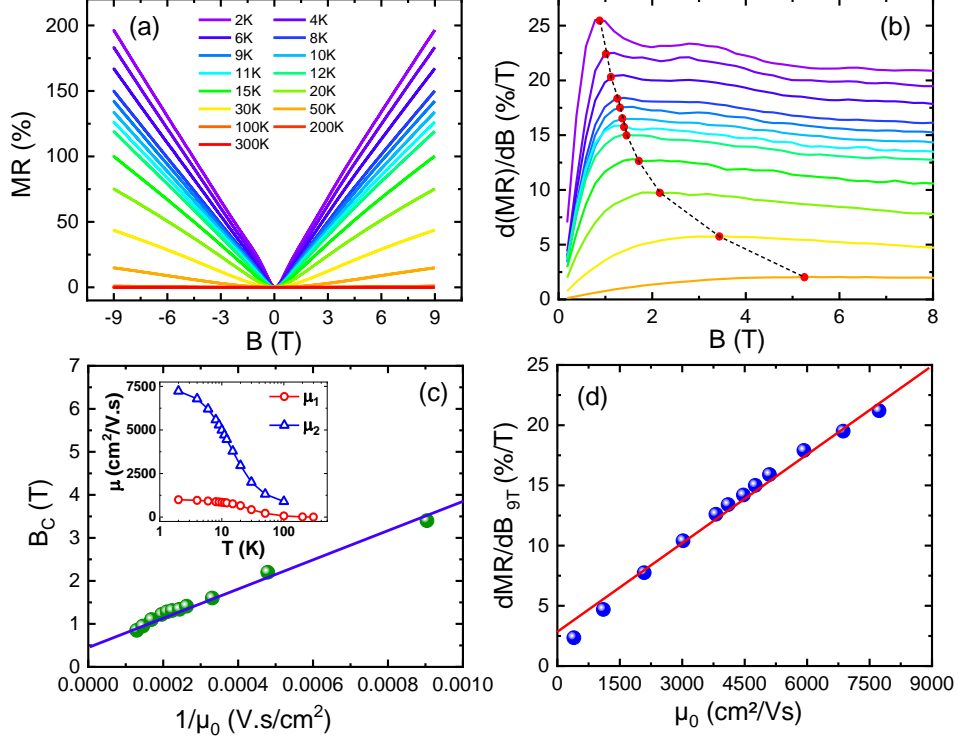 (a)
2K 4K
6K 8K
9K 10K
11K 12K
15K 20K
30K 50K
100K 200K
300K
MR (%)
200
150
100
50
0
-9 -6 -3 0 3 6 9
B (T)
(b)
d(MR)/dB (%/T)
25
20
15
10
5
0
0 2 4 6 8
B (T)
(c)
B_C (T)
7
6
5
4
3
2
1
0
0.0000 0.0002 0.0004 0.0006 0.0008 0.0010
1/μ₀ (V.s/cm²)
μ (cm²/V.s)
7500
5000
2500
0
1 10 100
T (K)
μ₁
μ₂
(d)
dMR/dB 9T (%/T)
25
20
15
10
5
0
0 1500 3000 4500 6000 7500 9000
μ₀ (cm²/Vs)